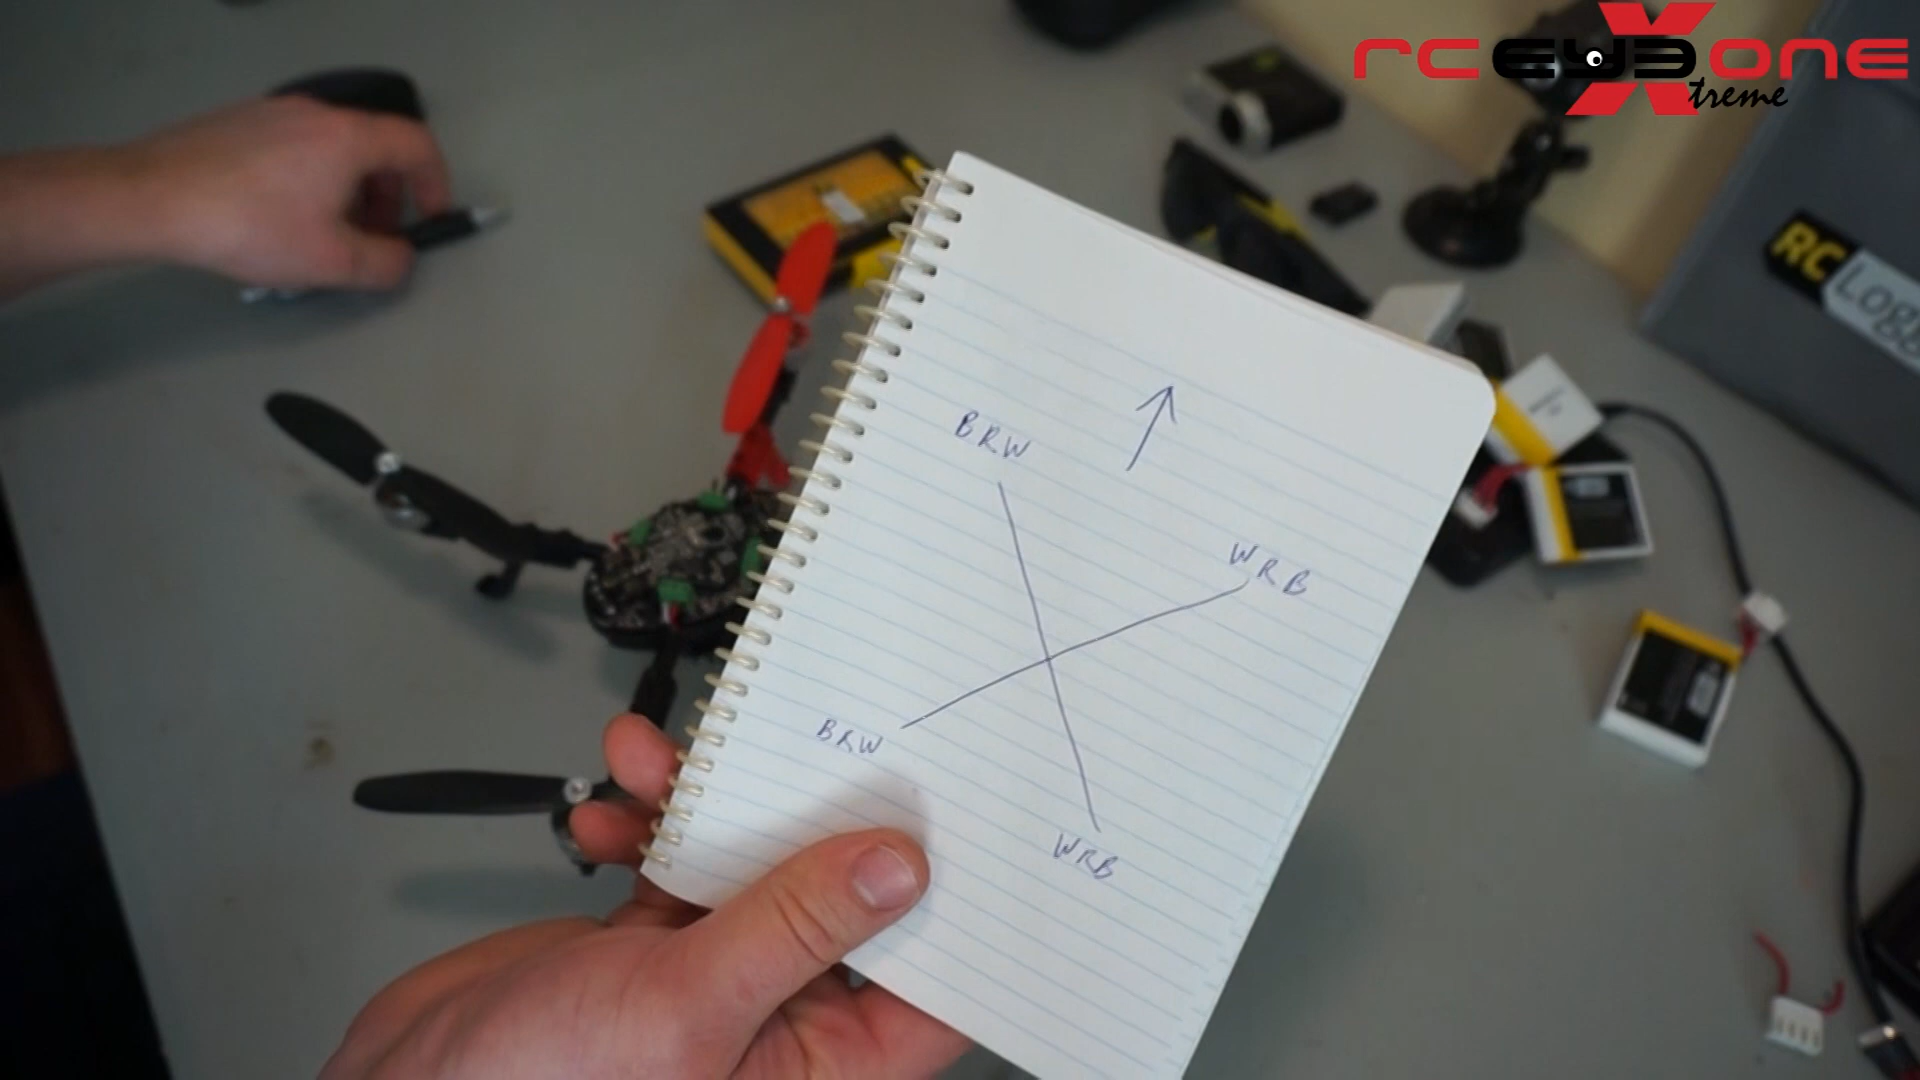 rc EYE one
Xtreme
RC
Logg
BRW
WRB
BRW
WRB